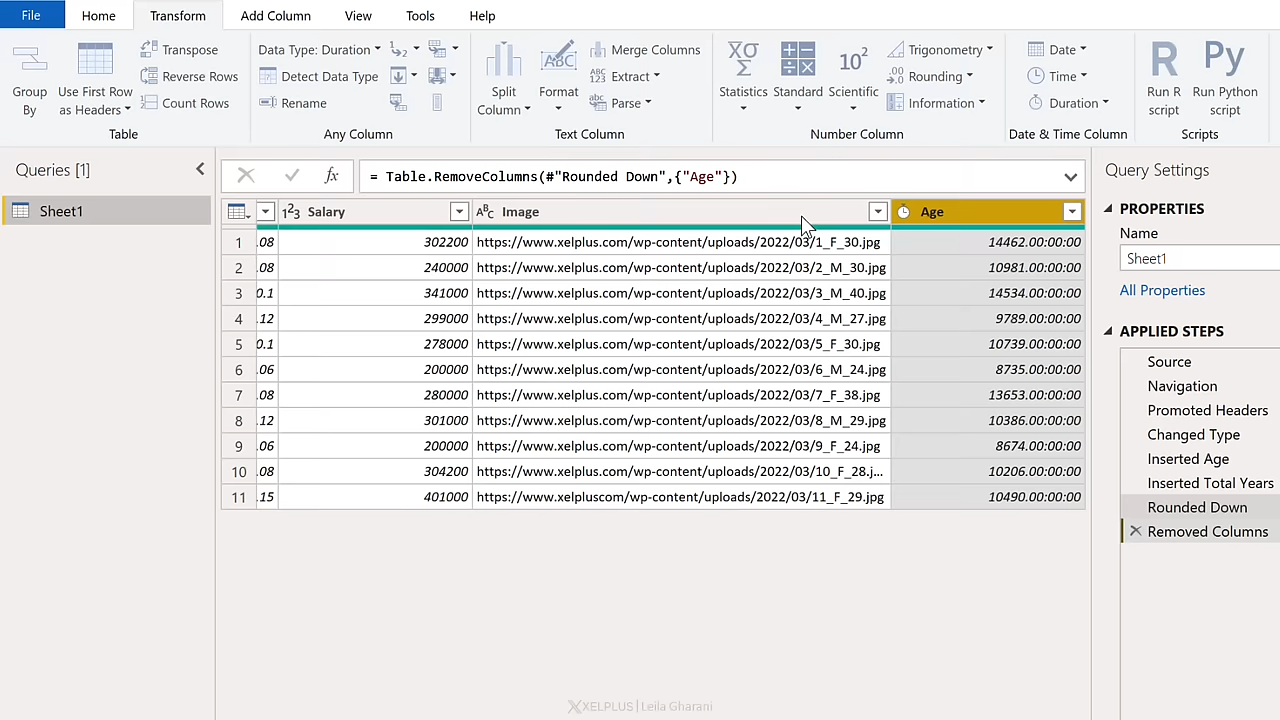 File Home Transform Add Column View Tools Help
Group By
Use First Row as Headers
Transpose
Reverse Rows
Count Rows
Table
Data Type: Duration
Detect Data Type
Rename
Any Column
Split Column
Format
ABC
Merge Columns
ABC Extract
abc Parse
Text Column
Χσ Σ
Statistics
Standard
10²
Scientific
Trigonometry
.00 Rounding
Information
Number Column
Date
Time
Duration
Date & Time Column
R
Run R script
Py
Run Python script
Scripts
Queries [1]
Sheet1
fx = Table.RemoveColumns(#"Rounded Down",{"Age"})
1²3 Salary ABC Image Age
1 .08 302200 https://www.xelplus.com/wp-content/uploads/2022/03/1_F_30.jpg 14462.00:00:00
2 .08 240000 https://www.xelplus.com/wp-content/uploads/2022/03/2_M_30.jpg 10981.00:00:00
3 0.1 341000 https://www.xelplus.com/wp-content/uploads/2022/03/3_M_40.jpg 14534.00:00:00
4 .12 299000 https://www.xelplus.com/wp-content/uploads/2022/03/4_M_27.jpg 9789.00:00:00
5 0.1 278000 https://www.xelplus.com/wp-content/uploads/2022/03/5_F_30.jpg 10739.00:00:00
6 .06 200000 https://www.xelplus.com/wp-content/uploads/2022/03/6_M_24.jpg 8735.00:00:00
7 .08 280000 https://www.xelplus.com/wp-content/uploads/2022/03/7_F_38.jpg 13653.00:00:00
8 .12 301000 https://www.xelplus.com/wp-content/uploads/2022/03/8_M_29.jpg 10386.00:00:00
9 .06 200000 https://www.xelplus.com/wp-content/uploads/2022/03/9_F_24.jpg 8674.00:00:00
10 .08 304200 https://www.xelplus.com/wp-content/uploads/2022/03/10_F_28.j... 10206.00:00:00
11 .15 401000 https://www.xelpluscom/wp-content/uploads/2022/03/11_F_29.jpg 10490.00:00:00
Query Settings
PROPERTIES
Name
Sheet1
All Properties
APPLIED STEPS
Source
Navigation
Promoted Headers
Changed Type
Inserted Age
Inserted Total Years
Rounded Down
Removed Columns
XELPLUS | Leila Gharani